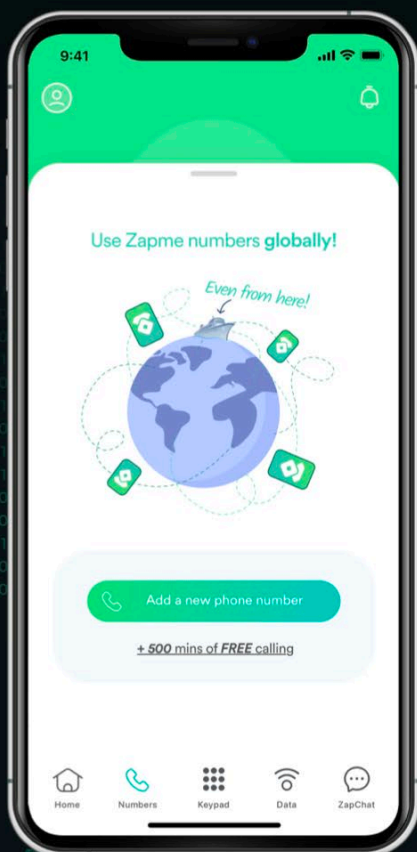 9:41
Use Zapme numbers globally!
Even from here!
Add a new phone number
+ 500 mins of FREE calling
Home Numbers Keypad Data ZapChat